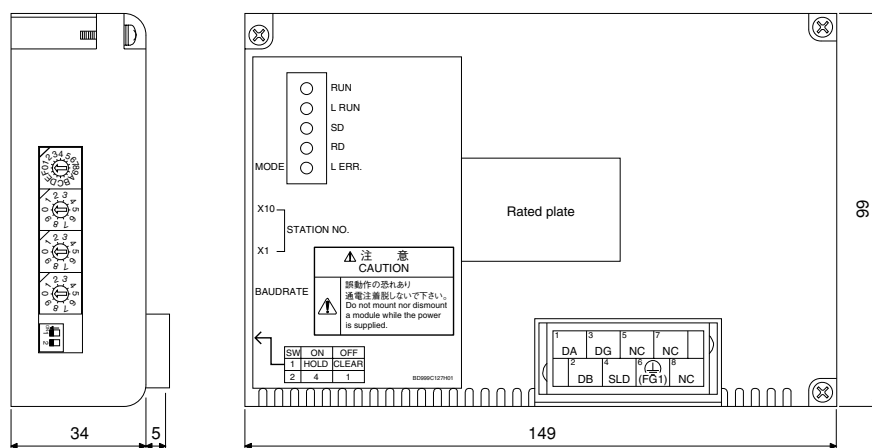 RUN
L RUN
SD
RD
MODE L ERR.
X10
STATION NO.
X1
BAUDRATE
注 意
CAUTION
誤動作の恐れあり
通電注着脱しないで下さい。
Do not mount nor dismount
a module while the power
is supplied.
SW ON OFF
1 HOLD CLEAR
2 4 1
BD999C127H01
Rated plate
1 3 5 7
DA DG NC NC
2 4 6 8
DB SLD (FG1) NC
34
5
149
99